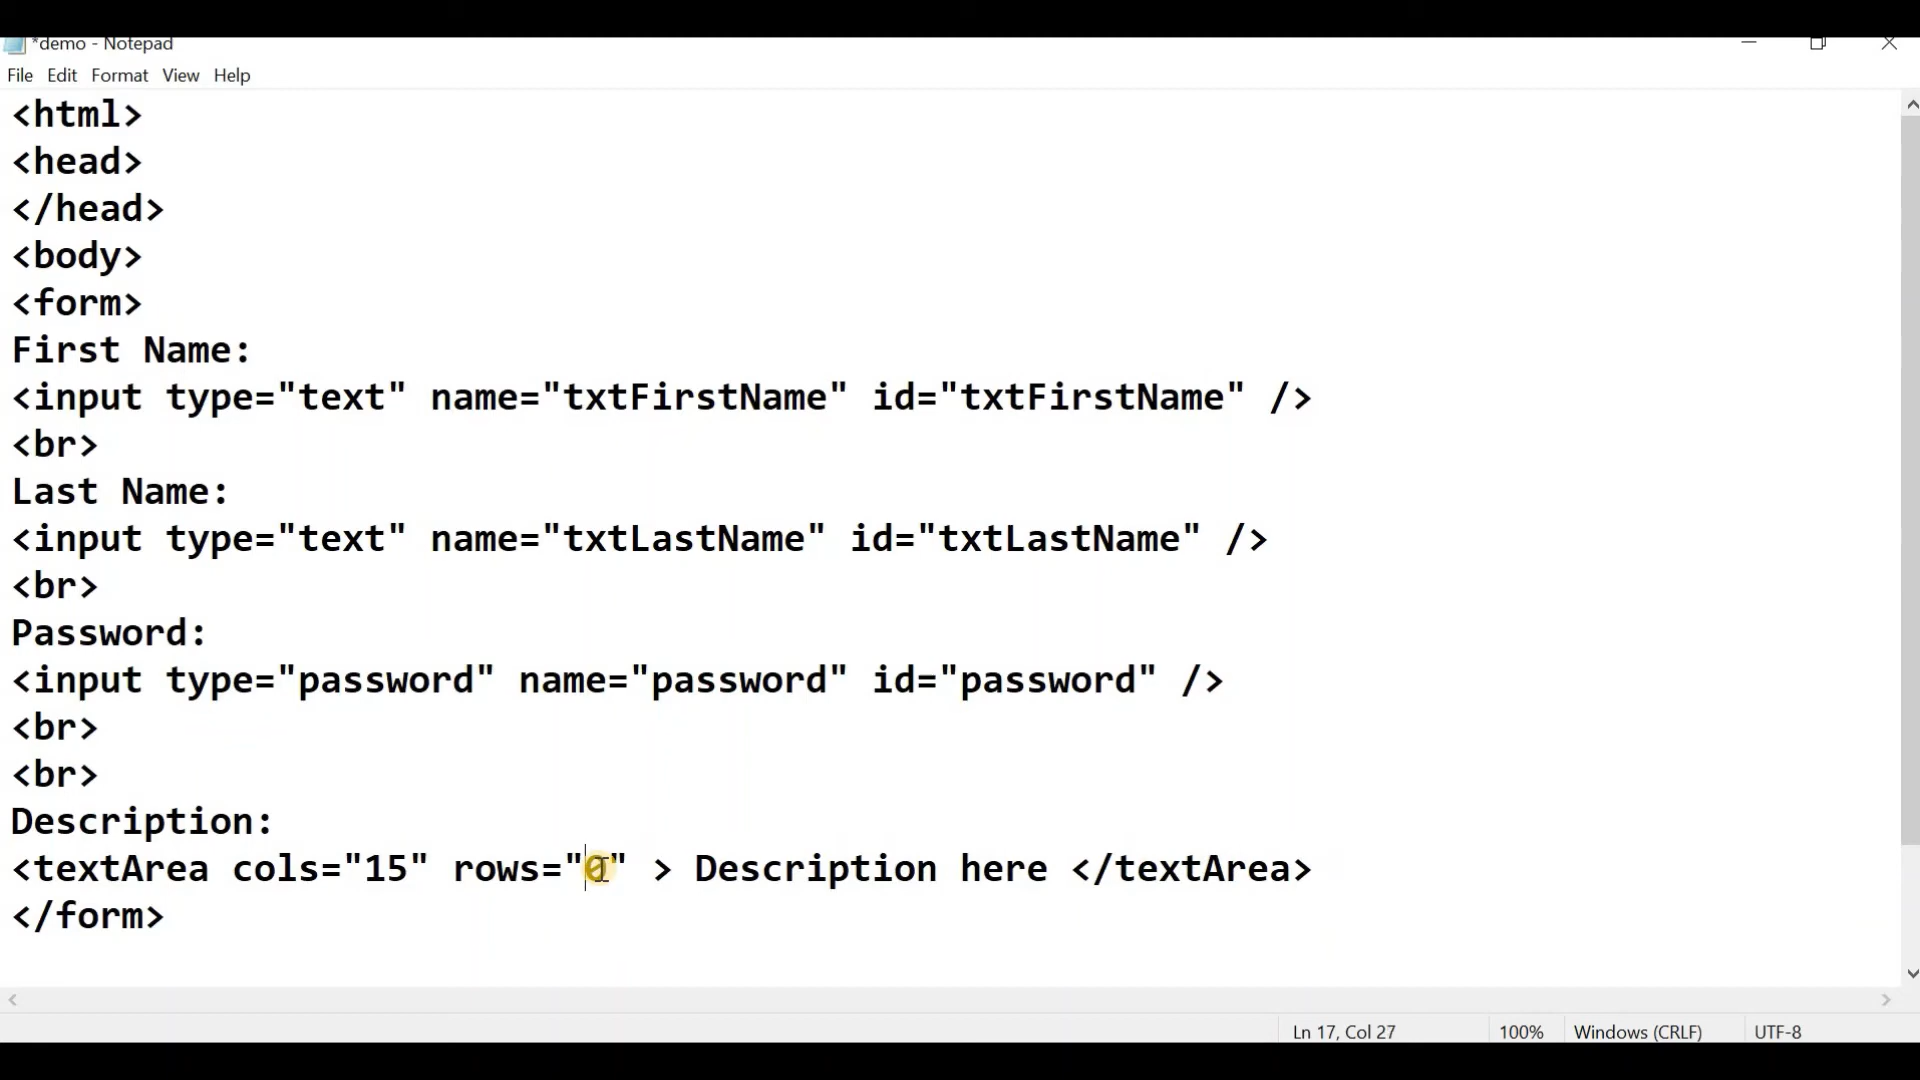 *demo - Notepad
File Edit Format View Help
<html>
<head>
</head>
<body>
<form>
First Name:
<input type="text" name="txtFirstName" id="txtFirstName" />
<br>
Last Name:
<input type="text" name="txtLastName" id="txtLastName" />
<br>
Password:
<input type="password" name="password" id="password" />
<br>
<br>
Description:
<textArea cols="15" rows="0" > Description here </textArea>
</form>
Ln 17, Col 27 100% Windows (CRLF) UTF-8